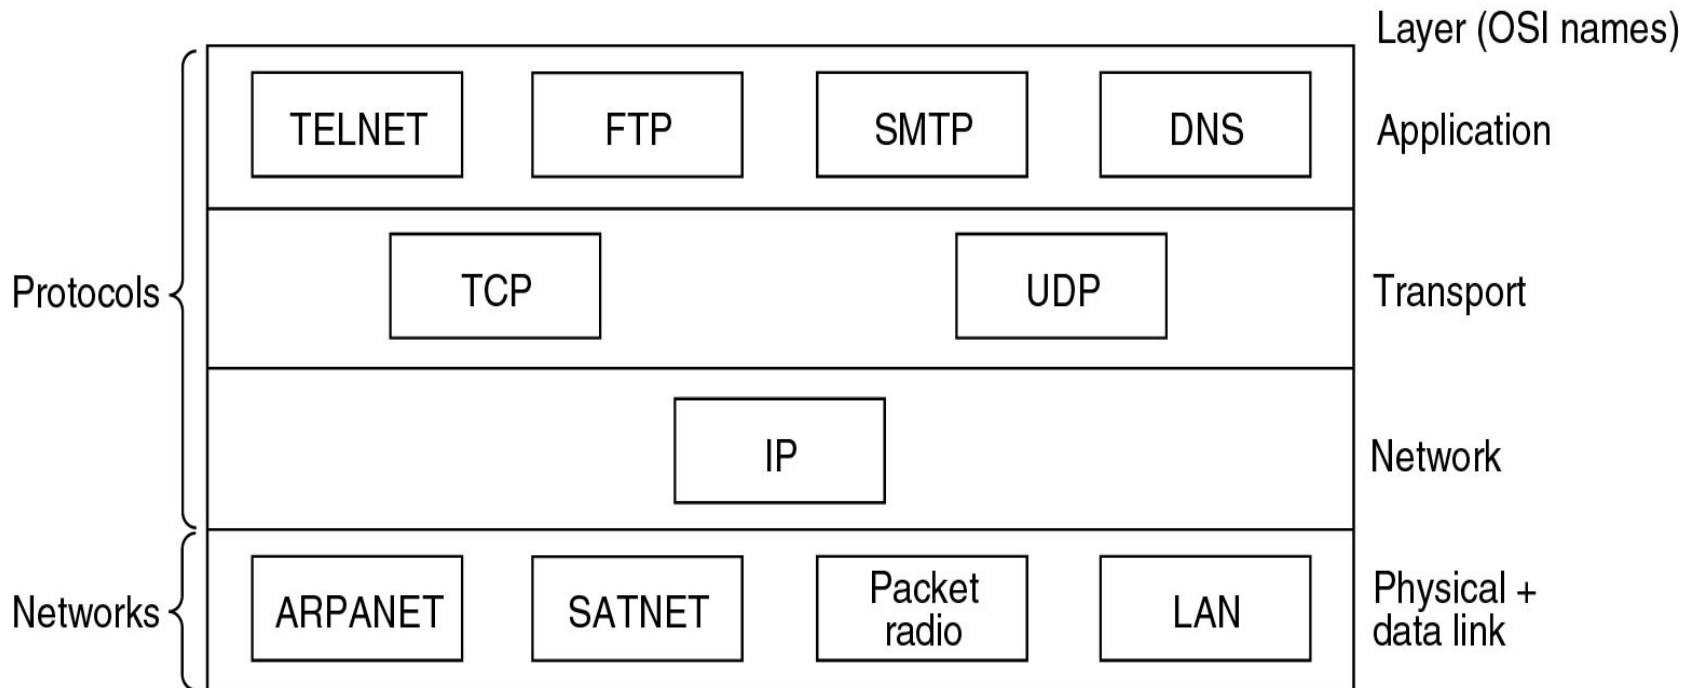 Layer (OSI names)
TELNET FTP SMTP DNS Application
Protocols TCP UDP Transport
IP Network
Networks ARPANET SATNET Packet radio LAN Physical + data link